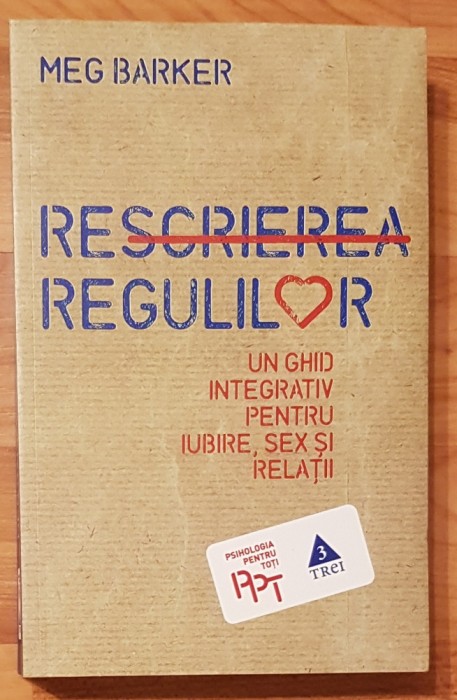 MEG BARKER
RESCRIEREA
REGULILOR
UN GHID
INTEGRATIV
PENTRU
IUBIRE, SEX ȘI
RELAȚII
PSIHOLOGIA
PENTRU
TOȚI
PPT
3
TREI